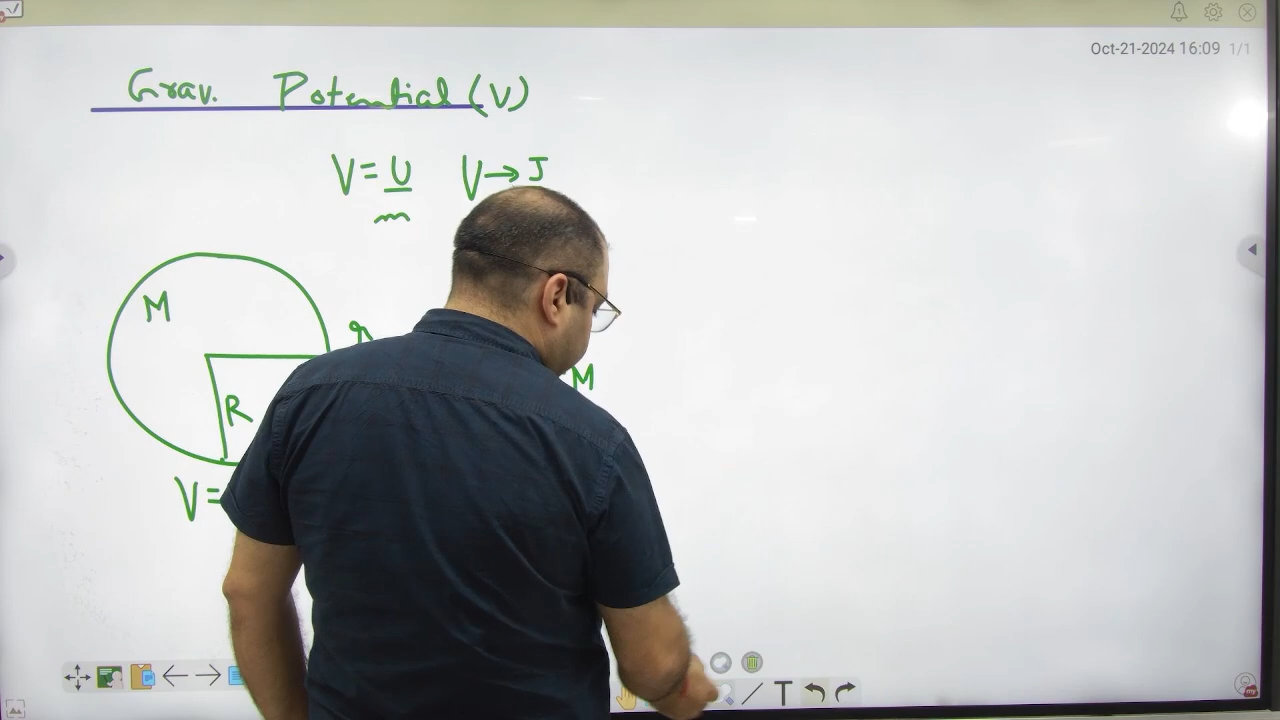 Oct-21-2024 16:09 1/1
Grav. Potential (V)
V = U V → J
m
M
M
R
V =
T